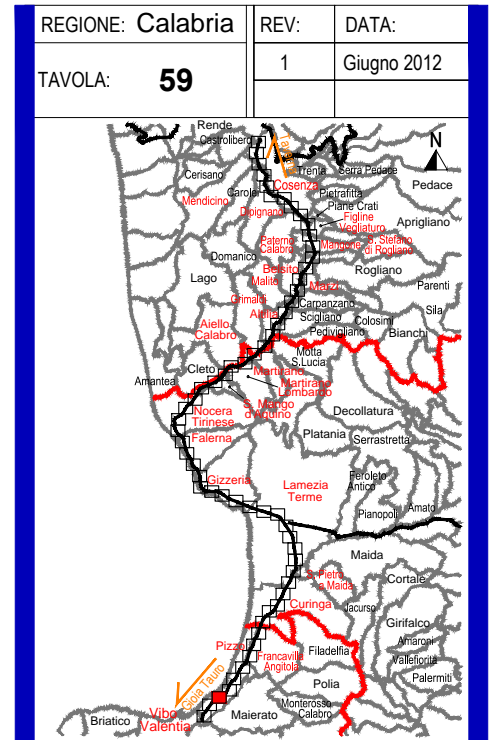 REGIONE: Calabria
REV:
DATA:
TAVOLA: 59
1
Giugno 2012
Rende
Castrolibero
Taverna
N
Trenta
Serra Pedace
Cerisano
Cosenza
Pedace
Carolei
Pietrafitta
Mendicino
Dipignano
Piane Crati
Figline
Vegliaturo
Aprigliano
Paterno
Calabro
Mangone
S. Stefano
di Rogliano
Domanico
Belsito
Rogliano
Lago
Malito
Marzi
Parenti
Grimaldi
Carpanzano
Sila
Altilia
Scigliano
Colosimi
Aiello
Calabro
Pedivigliano
Bianchi
Motta
S.Lucia
Cleto
Martirano
Amantea
Martirano
Lombardo
S. Mango
d'Aquino
Nocera
Tirinese
Decollatura
Falerna
Platania
Serrastretta
Gizzeria
Lamezia
Terme
Feroleto
Antico
Pianopoli
Amato
Maida
S. Pietro
a Maida
Cortale
Curinga
Jacurso
Girifalco
Pizzo
Filadelfia
Amaroni
Francavilla
Angitola
Vallefiorita
Gioia Tauro
Polia
Palermiti
Vibo
Valentia
Monterosso
Calabro
Briatico
Maierato